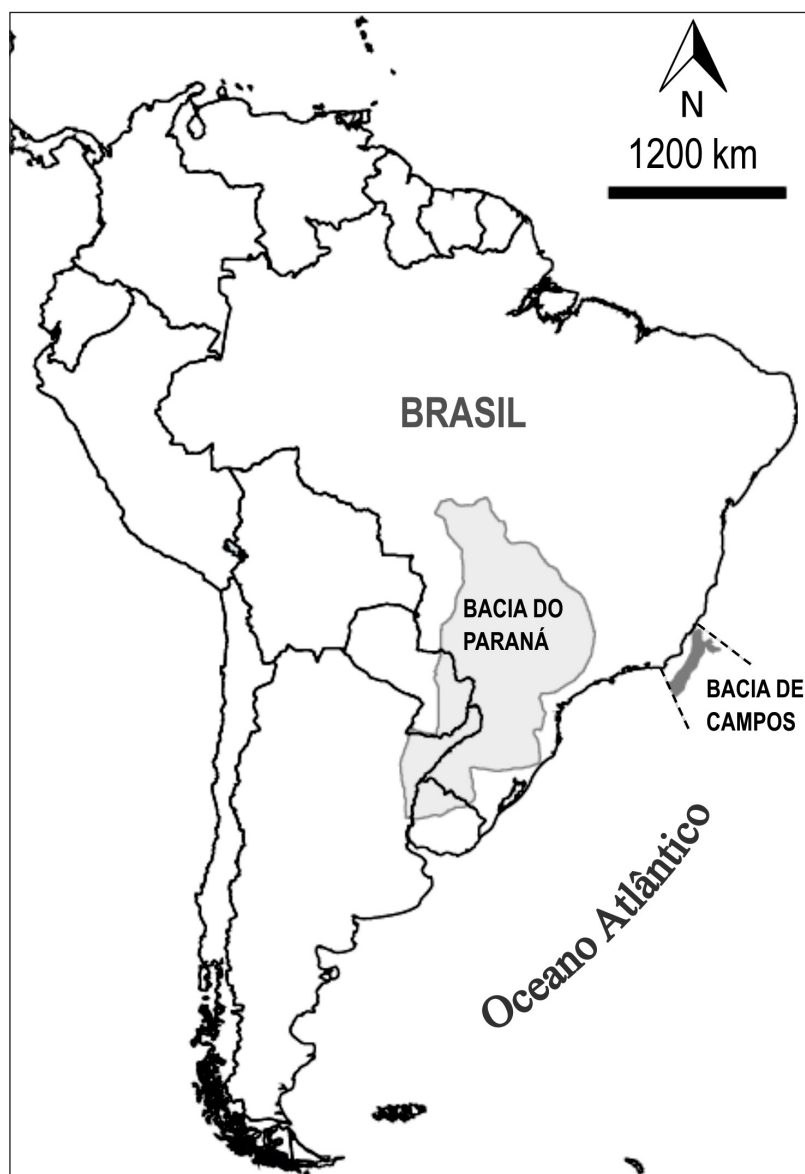 N
1200 km
BRASIL
BACIA DO
PARANÁ
BACIA DE
CAMPOS
Oceano Atlântico